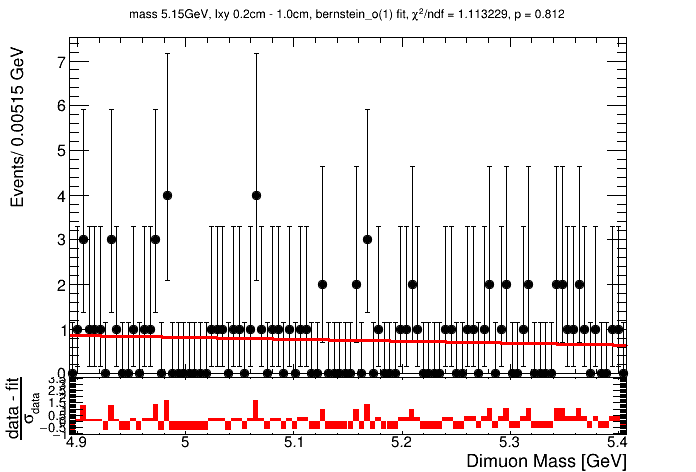 mass 5.15GeV, lxy 0.2cm - 1.0cm, bernstein_o(1) fit, χ²/ndf = 1.113229, p = 0.812
Events/ 0.00515 GeV
7
6
5
4
3
2
1
0
data - fit
σdata
4.9 5 5.1 5.2 5.3 5.4
Dimuon Mass [GeV]